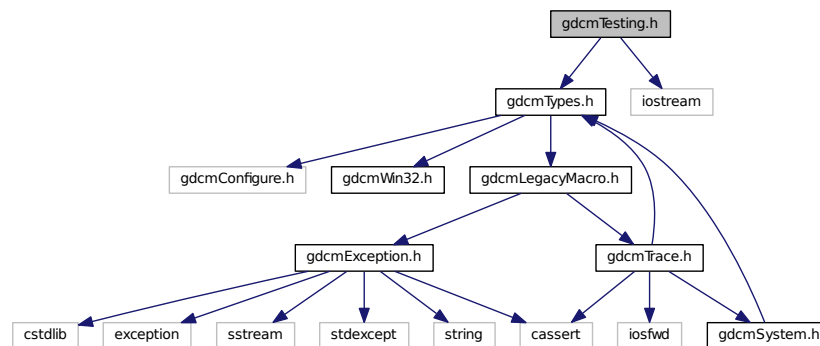 gdcmTesting.h
gdcmTypes.h
iostream
gdcmConfigure.h
gdcmWin32.h
gdcmLegacyMacro.h
gdcmException.h
gdcmTrace.h
cstdlib
exception
sstream
stdexcept
string
cassert
iosfwd
gdcmSystem.h